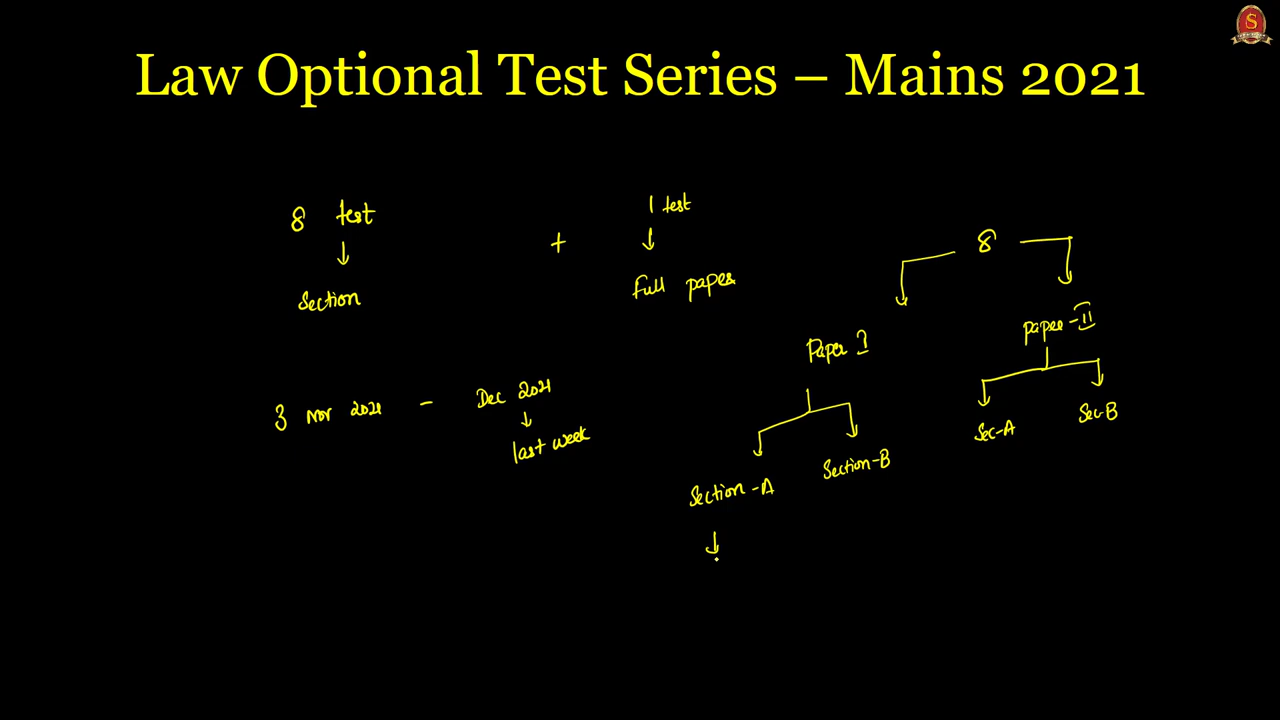 S
Law Optional Test Series – Mains 2021
8 test
Section
+
1 test
Full paper
8
Paper I
Section-A
Section-B
paper-II
Sec-A
Sec-B
3 Nov 2021 – Dec 2021
last week